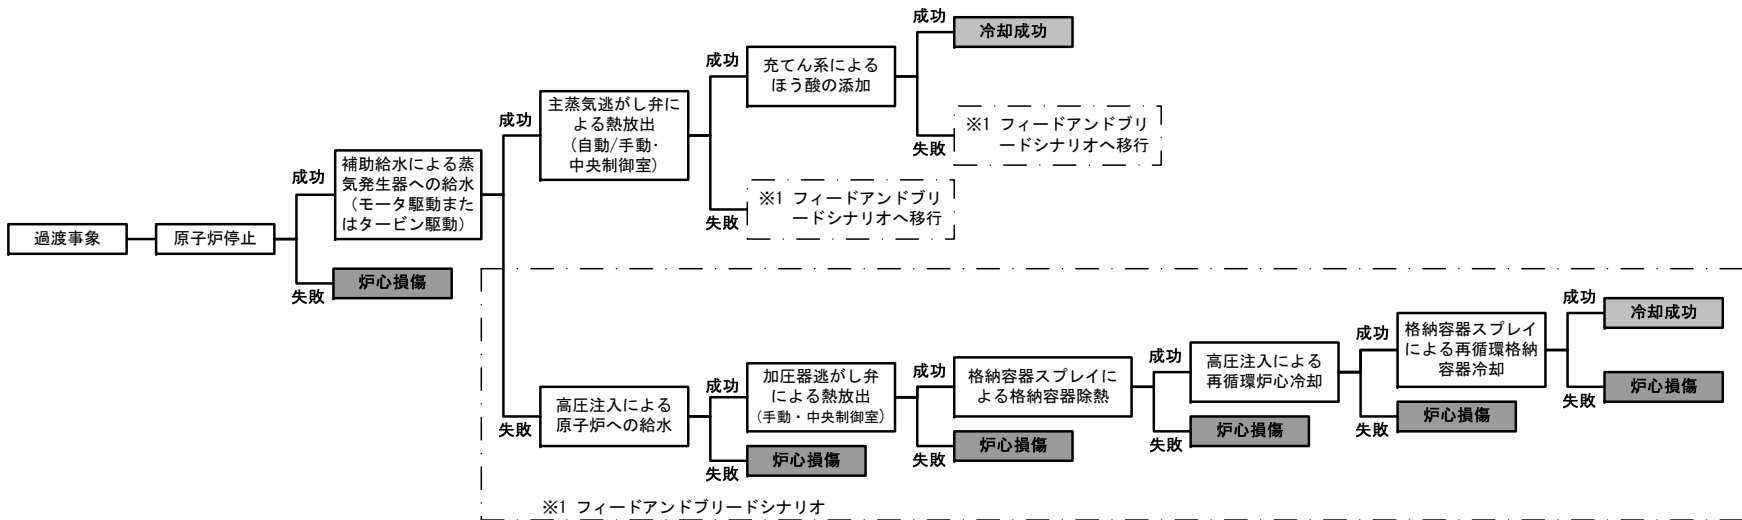 過渡事象
原子炉停止
成功
補助給水による蒸
気発生器への給水
(モータ駆動また
はタービン駆動)
失敗
炉心損傷
成功
主蒸気逃がし弁に
よる熱放出
(自動/手動・
中央制御室)
成功
充てん系による
ほう酸の添加
成功
冷却成功
失敗
※1 フィードアンドブリ
ードシナリオへ移行
失敗
※1 フィードアンドブリ
ードシナリオへ移行
失敗
高圧注入による
原子炉への給水
成功
加圧器逃がし弁
による熱放出
(手動・中央制御室)
失敗
炉心損傷
成功
格納容器スプレイに
よる格納容器除熱
失敗
炉心損傷
成功
高圧注入による
再循環炉心冷却
失敗
炉心損傷
成功
格納容器スプレイ
による再循環格納
容器冷却
失敗
炉心損傷
成功
冷却成功
失敗
炉心損傷
※1 フィードアンドブリードシナリオ